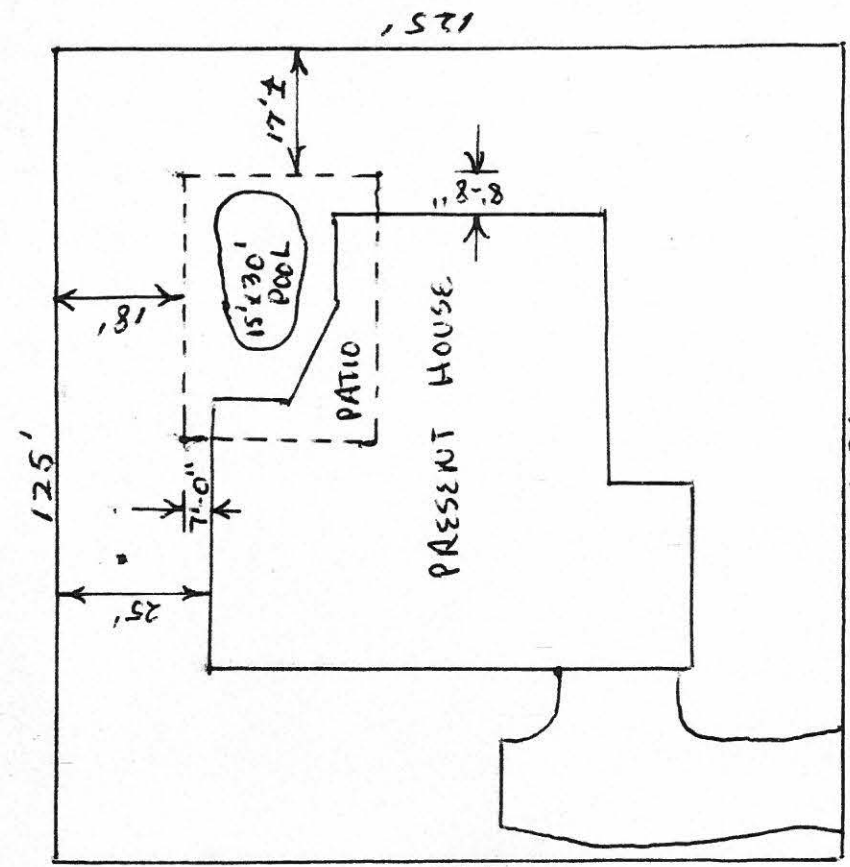 125'
17'±
8'-8"
18'
15'x30'
POOL
PATIO
PRESENT HOUSE
125'
7'-0"
25'